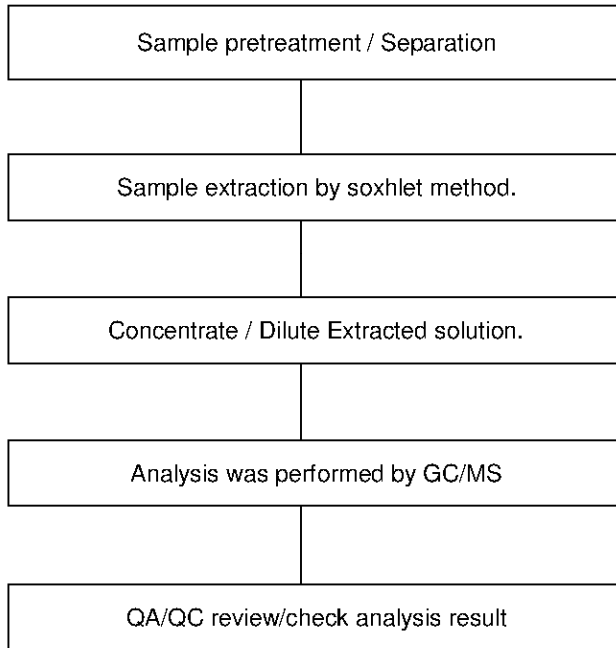 Sample pretreatment / Separation
Sample extraction by soxhlet method.
Concentrate / Dilute Extracted solution.
Analysis was performed by GC/MS
QA/QC review/check analysis result